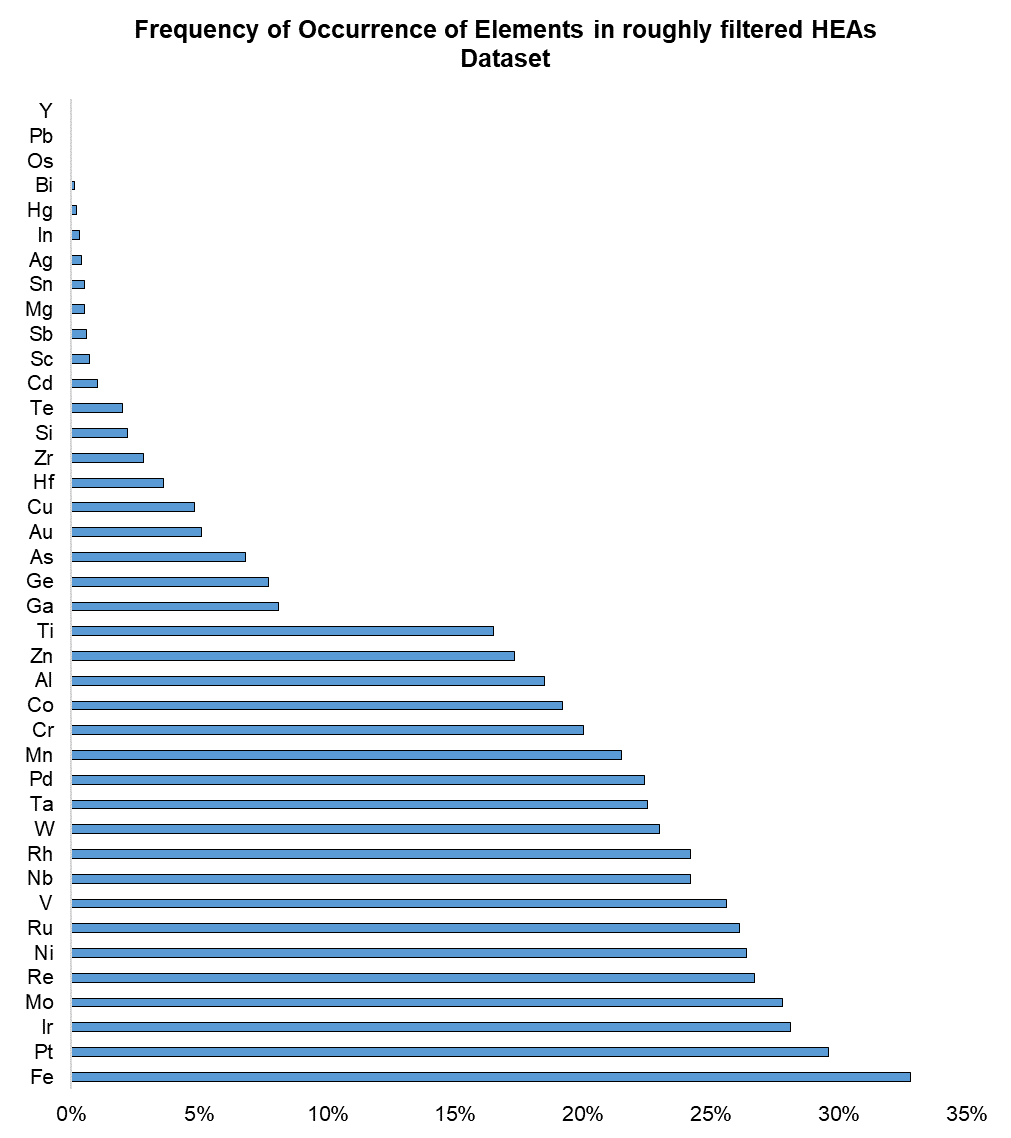 Frequency of Occurrence of Elements in roughly filtered HEAs
Dataset
Y
Pb
Os
Bi
Hg
In
Ag
Sn
Mg
Sb
Sc
Cd
Te
Si
Zr
Hf
Cu
Au
As
Ge
Ga
Ti
Zn
Al
Co
Cr
Mn
Pd
Ta
W
Rh
Nb
V
Ru
Ni
Re
Mo
Ir
Pt
Fe
0% 5% 10% 15% 20% 25% 30% 35%